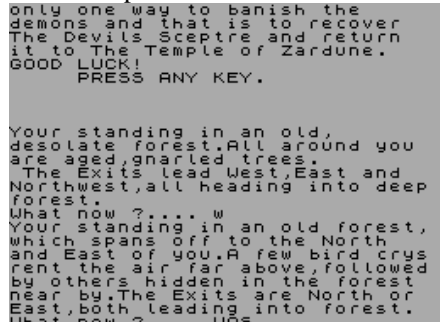 only one way to banish the
demons and that is to recover
The Devils Sceptre and return
it to The Temple of Zardune.
GOOD LUCK!
PRESS ANY KEY.
Your standing in an old,
desolate forest.All around you
are aged,gnarled trees.
The Exits lead West,East and
Northwest,all heading into deep
forest.
What now ?.... w
Your standing in an old forest,
which spans off to the North
and East of you.A few bird crys
rent the air far above,followed
by others hidden in the forest
near by.The Exits are North or
East,both leading into forest.
What now ?